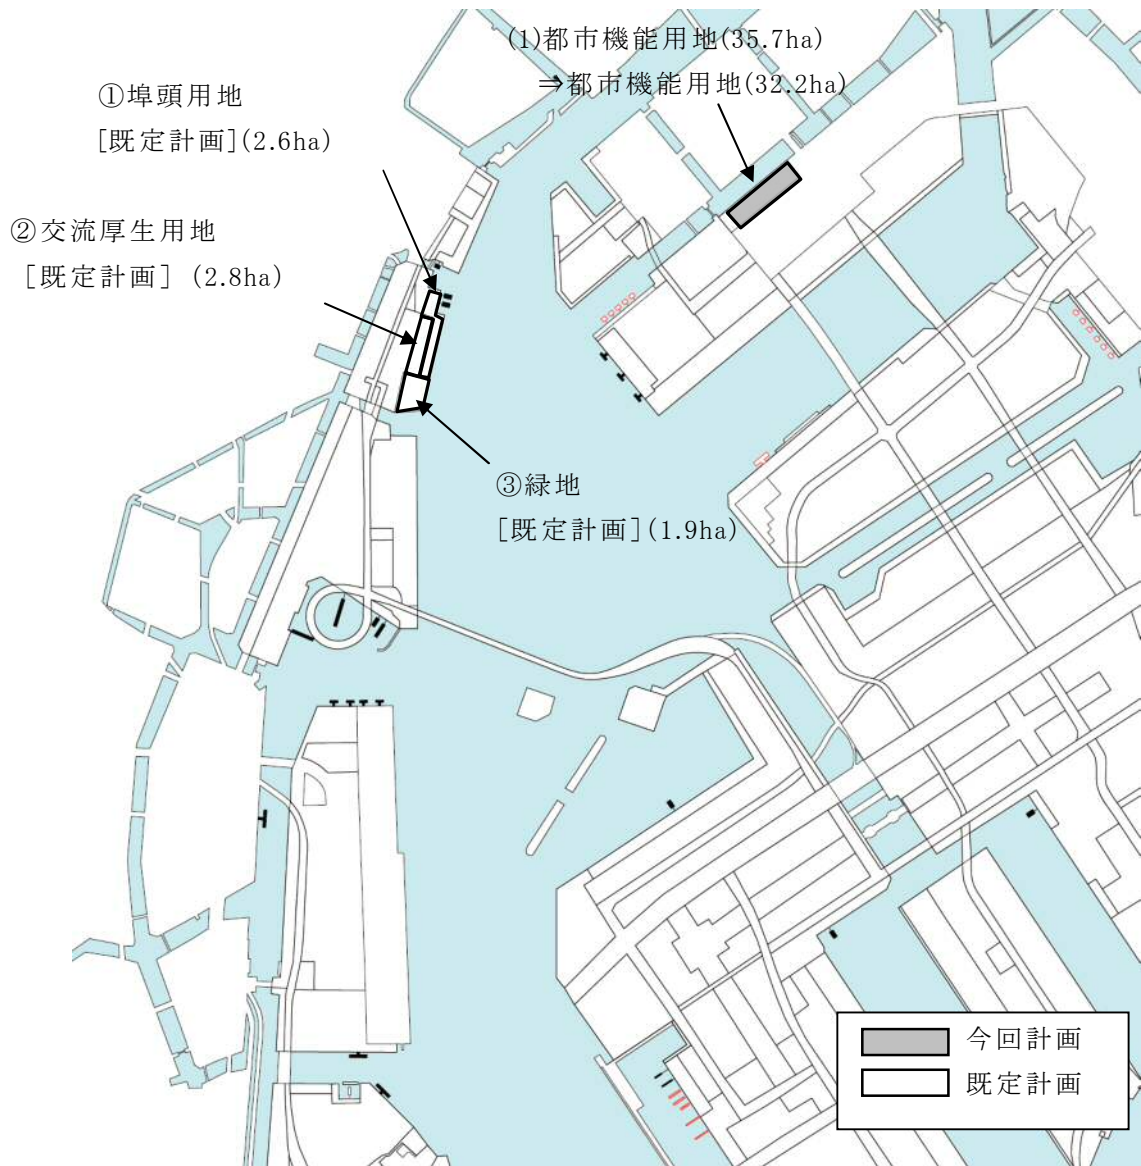 (1)都市機能用地(35.7ha)
⇒都市機能用地(32.2ha)
①埠頭用地
[既定計画](2.6ha)
②交流厚生用地
[既定計画] (2.8ha)
③緑地
[既定計画](1.9ha)
今回計画
既定計画